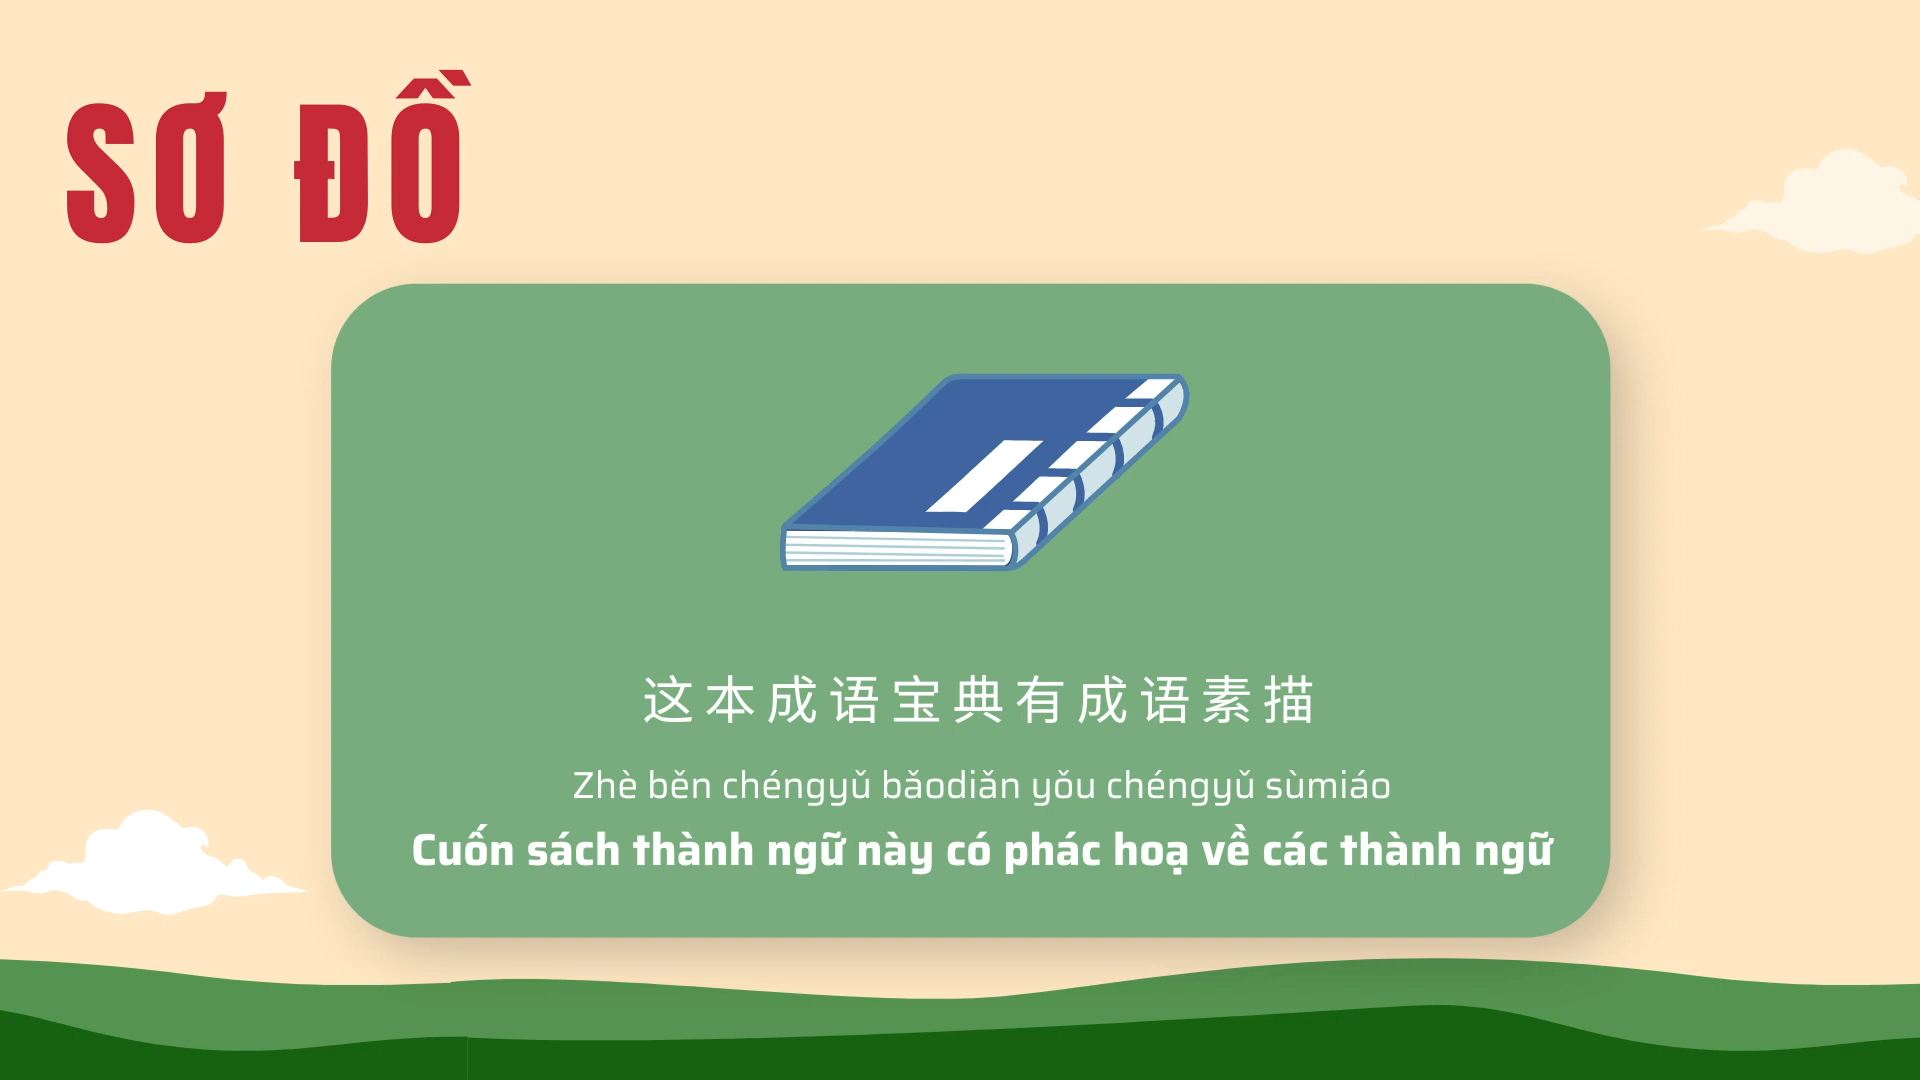 SƠ ĐỒ
这本成语宝典有成语素描
Zhè běn chéngyǔ bǎodiǎn yǒu chéngyǔ sùmiáo
Cuốn sách thành ngữ này có phác hoạ về các thành ngữ